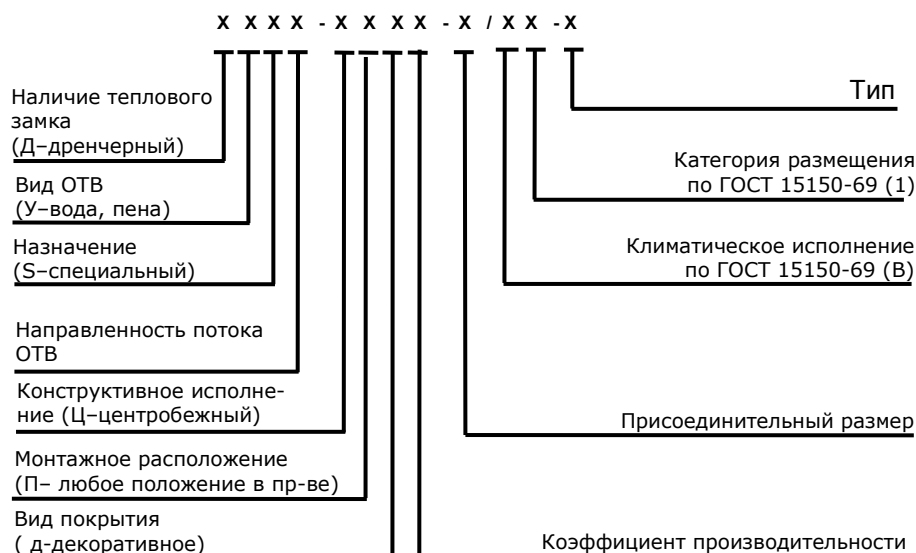 X X X X - X X X X - X / X X - X
Наличие теплового
замка
(Д–дренчерный)
Вид ОТВ
(У–вода, пена)
Назначение
(S–специальный)
Направленность потока
ОТВ
Конструктивное исполне-
ние (Ц–центробежный)
Монтажное расположение
(П– любое положение в пр-ве)
Вид покрытия
( д-декоративное)
Тип
Категория размещения
по ГОСТ 15150-69 (1)
Климатическое исполнение
по ГОСТ 15150-69 (В)
Присоединительный размер
Коэффициент производительности